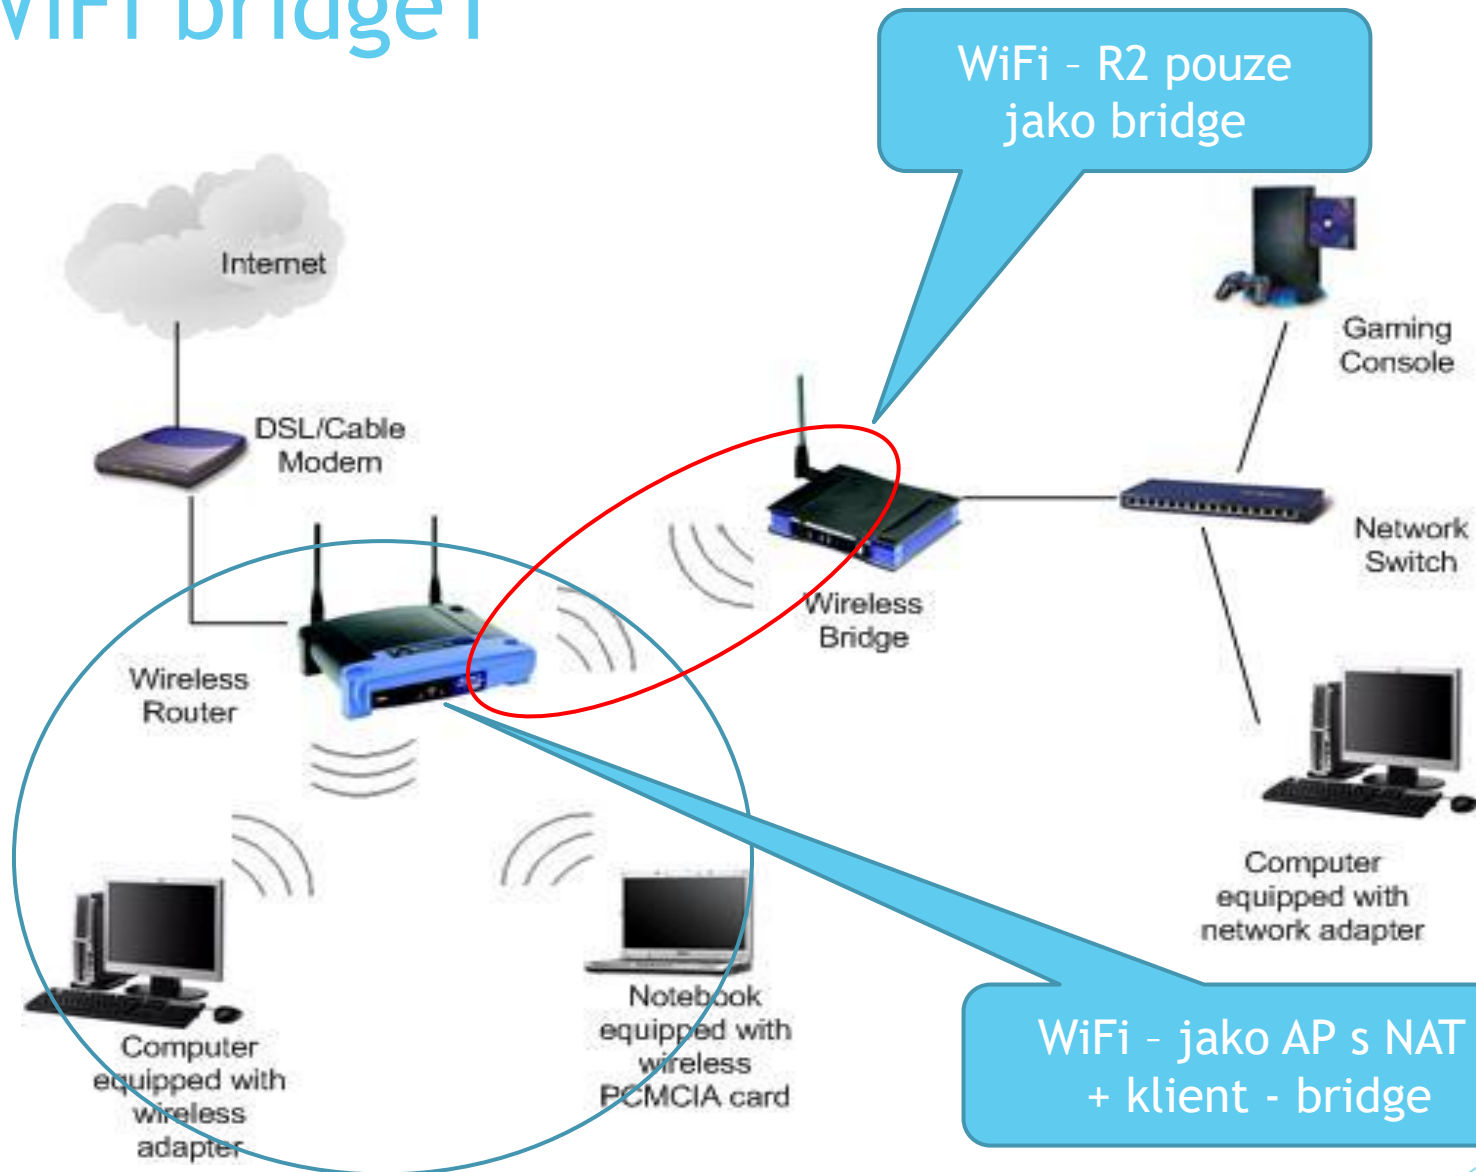 WiFi bridge I
WiFi – R2 pouze
jako bridge
Internet
Gaming
Console
DSL/Cable
Modem
Network
Switch
Wireless
Bridge
Wireless
Router
Computer
equipped with
network adapter
Notebook
equipped with
wireless
PCMCIA card
WiFi – jako AP s NAT
+ klient - bridge
Computer
equipped with
wireless
adapter